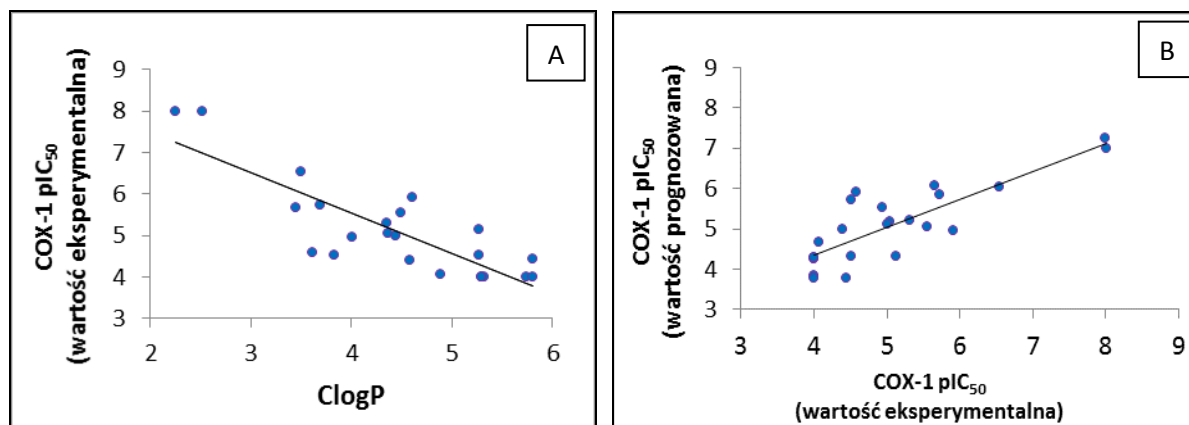 A
COX-1 pIC₅₀
(wartość eksperymentalna)
9
8
7
6
5
4
3
2
3
4
5
6
ClogP
B
COX-1 pIC₅₀
(wartość prognozowana)
9
8
7
6
5
4
3
3
4
5
6
7
8
9
COX-1 pIC₅₀
(wartość eksperymentalna)